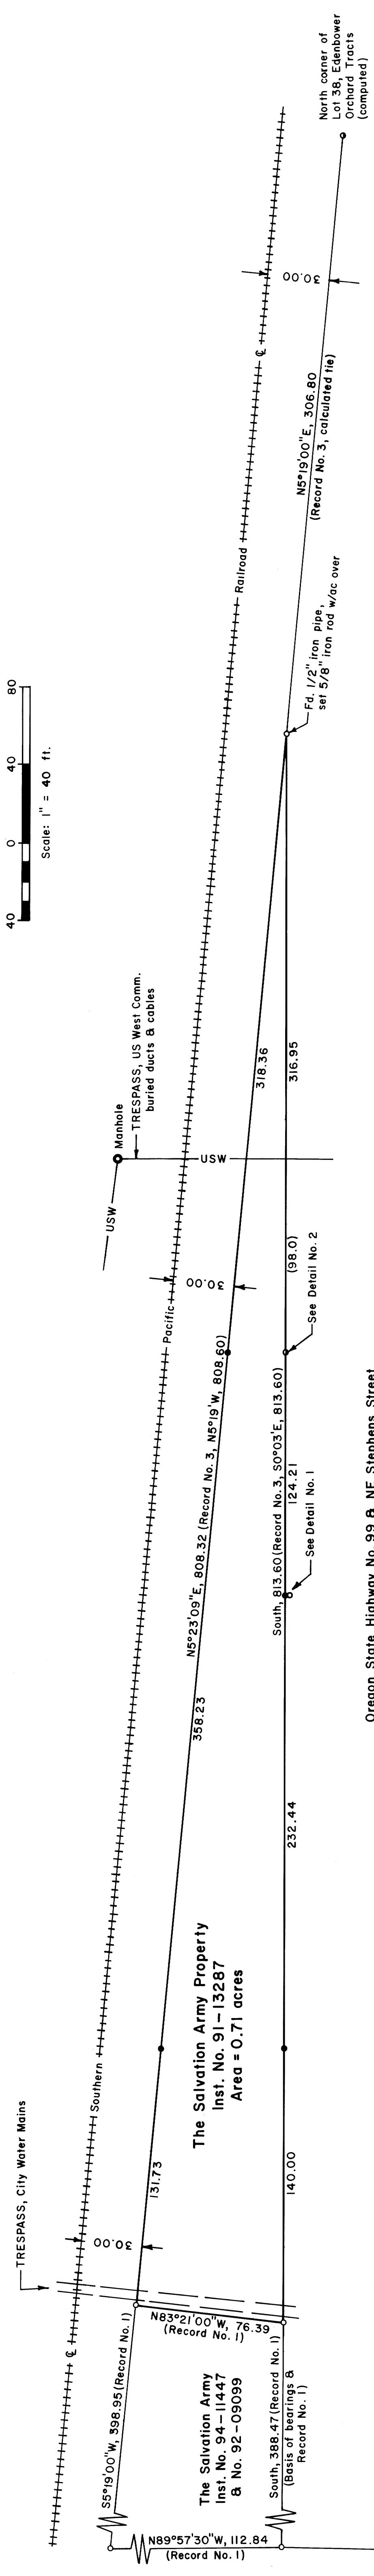 North corner of
Lot 38, Edenbower
Orchard Tracts
(computed)
30.00
℄
N5°19'00"E, 306.80
(Record No. 3, calculated tie)
Railroad
Fd. 1/2" iron pipe,
set 5/8" iron rod w/ac over
40 0 40 80
Scale: 1" = 40 ft.
318.36
316.95
TRESPASS, US West Comm.
buried ducts & cables
Manhole
USW
USW
(98.0)
See Detail No. 2
30.00
Pacific
N5°23'09"E, 808.32 (Record No. 3, N5°19'W, 808.60)
South, 813.60 (Record No. 3, S0°03'E, 813.60)
124.21
See Detail No. 1
Oregon State Highway No. 99 & NE Stephens Street
358.23
232.44
The Salvation Army Property
Inst. No. 91-13287
Area = 0.71 acres
Southern
131.73
140.00
TRESPASS, City Water Mains
30.00
℄
N83°21'00"W, 76.39
(Record No. 1)
S5°19'00"W, 398.95 (Record No. 1)
The Salvation Army
Inst. No. 94-11447
& No. 92-09099
South, 388.47 (Record No. 1)
(Basis of bearings &
Record No. 1)
N89°57'30"W, 112.84
(Record No. 1)